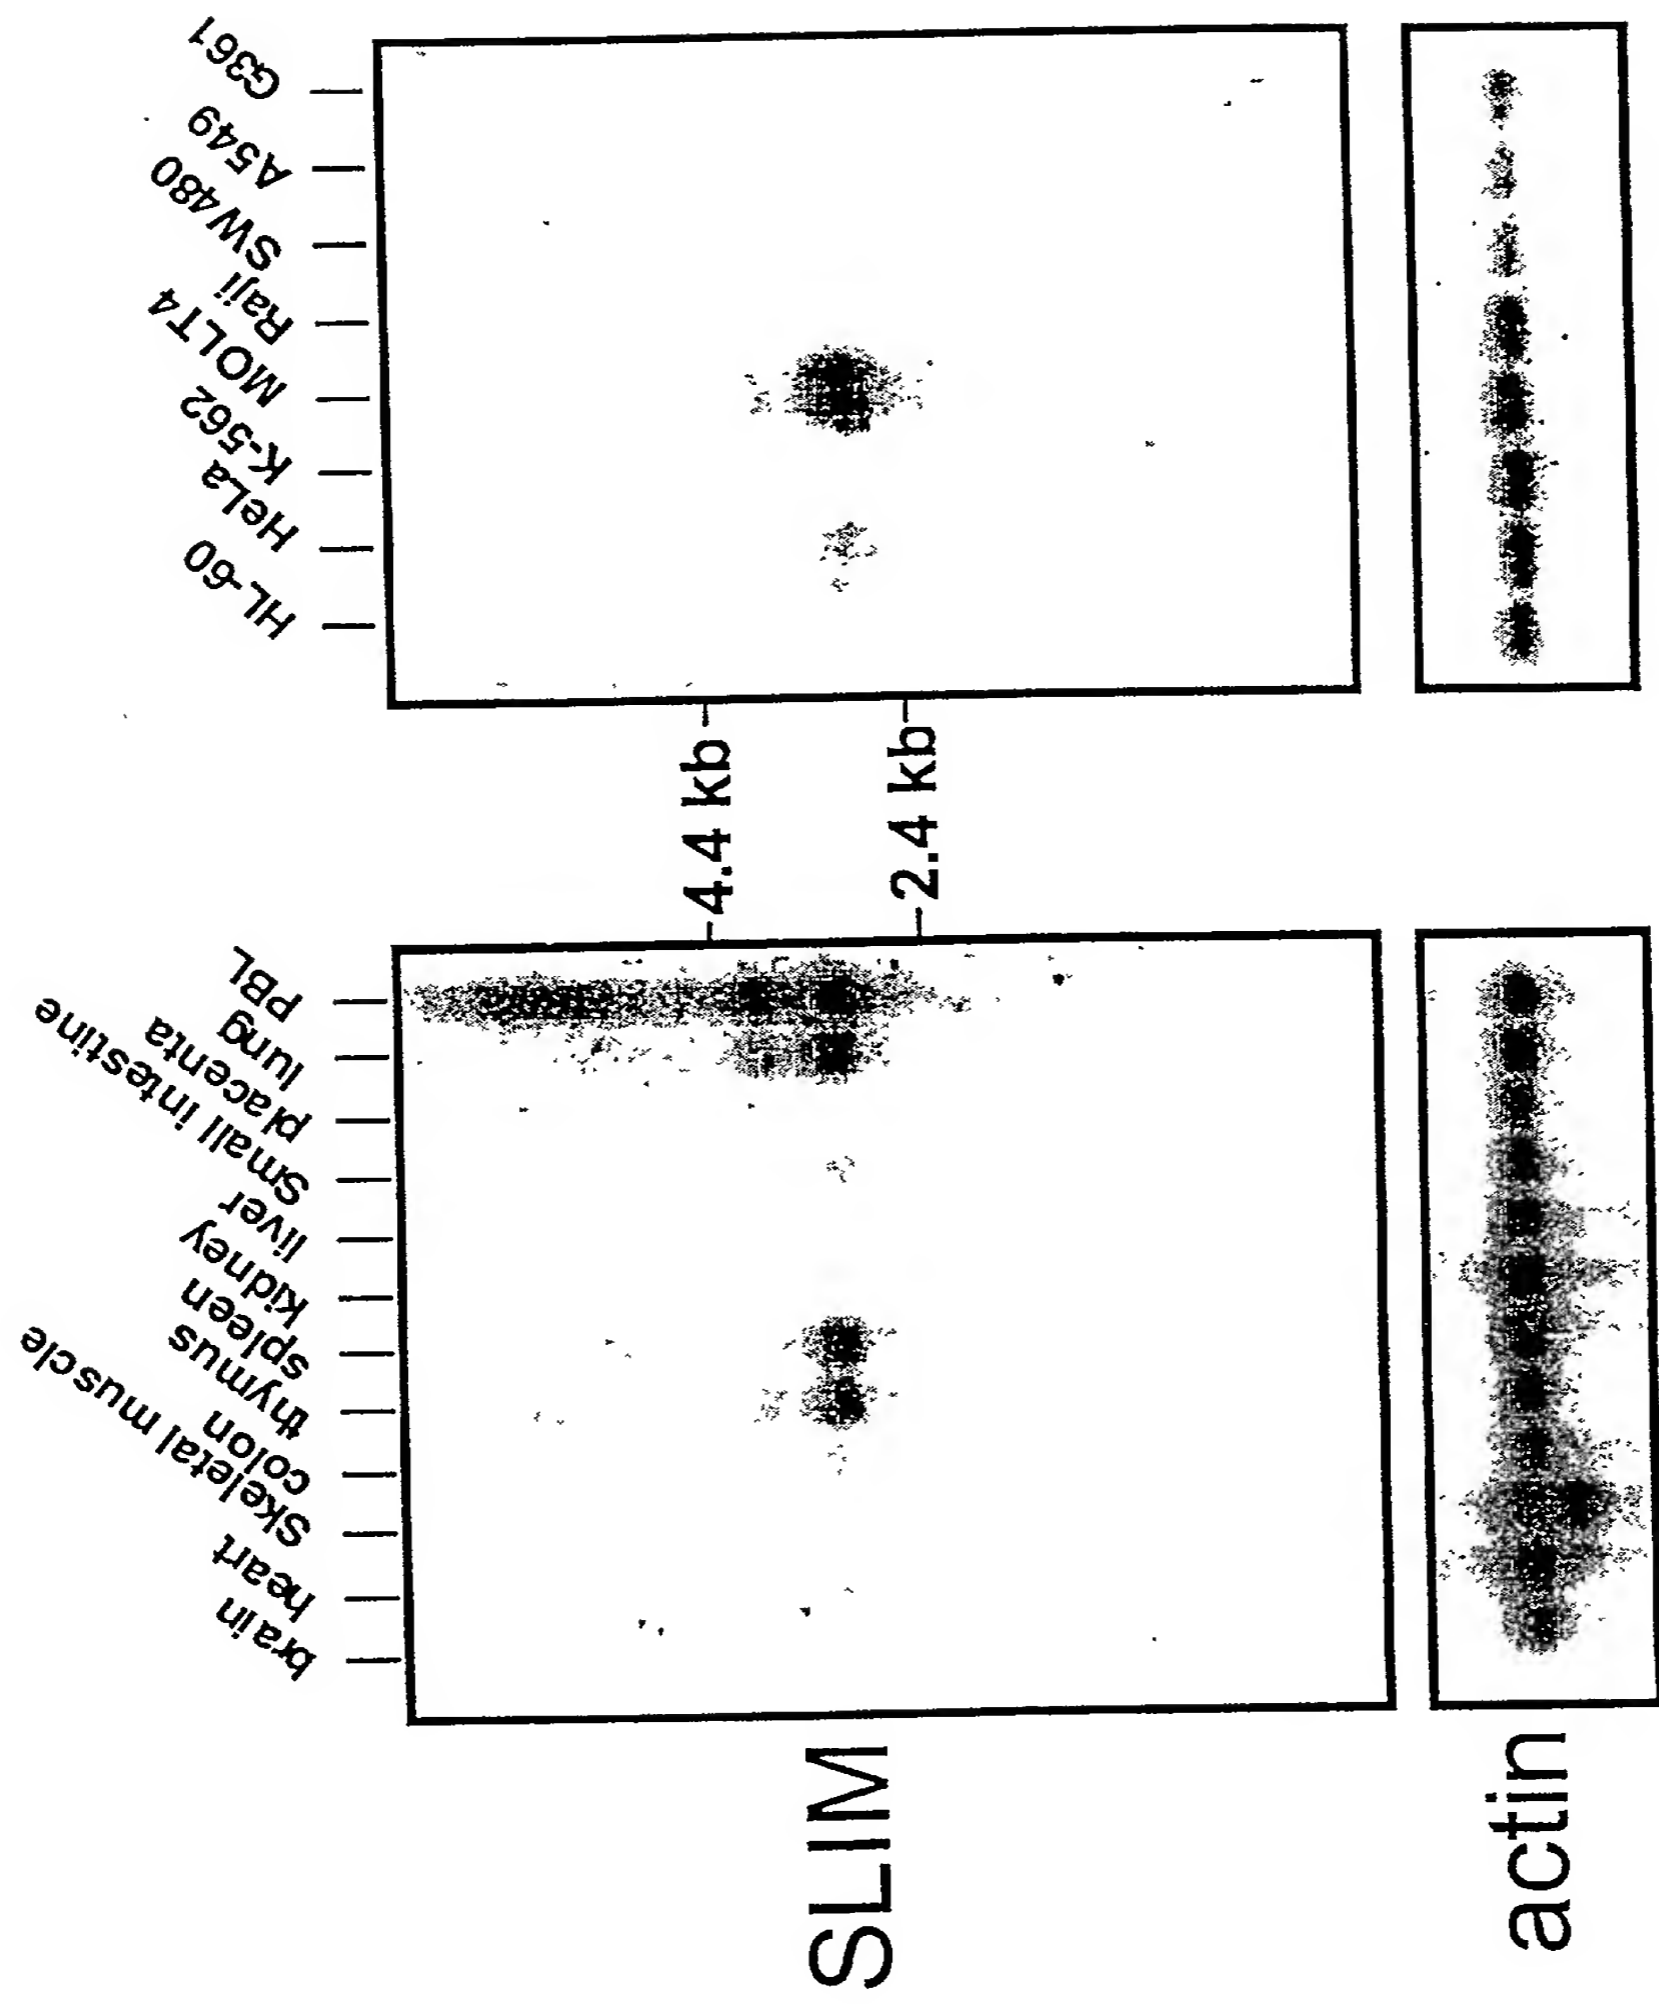 brain
heart
Skeletal muscle
colon
thymus
spleen
kidney
liver
Small intestine
placenta
lung
PBL
HL-60
HeLa
K-562
MOLT4
Raji
SW480
A549
G361
4.4 kb
2.4 kb
SLIM
actin